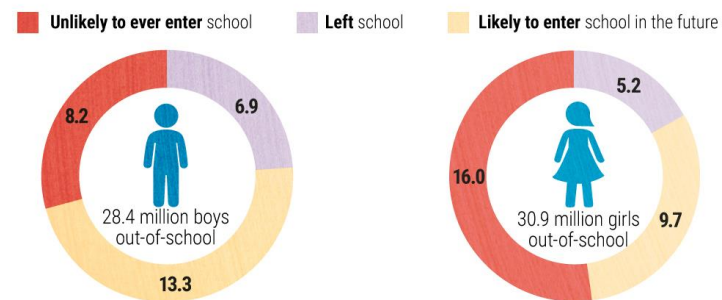 Unlikely to ever enter school
Left school
Likely to enter school in the future
8.2
6.9
28.4 million boys
out-of-school
13.3
5.2
16.0
30.9 million girls
out-of-school
9.7